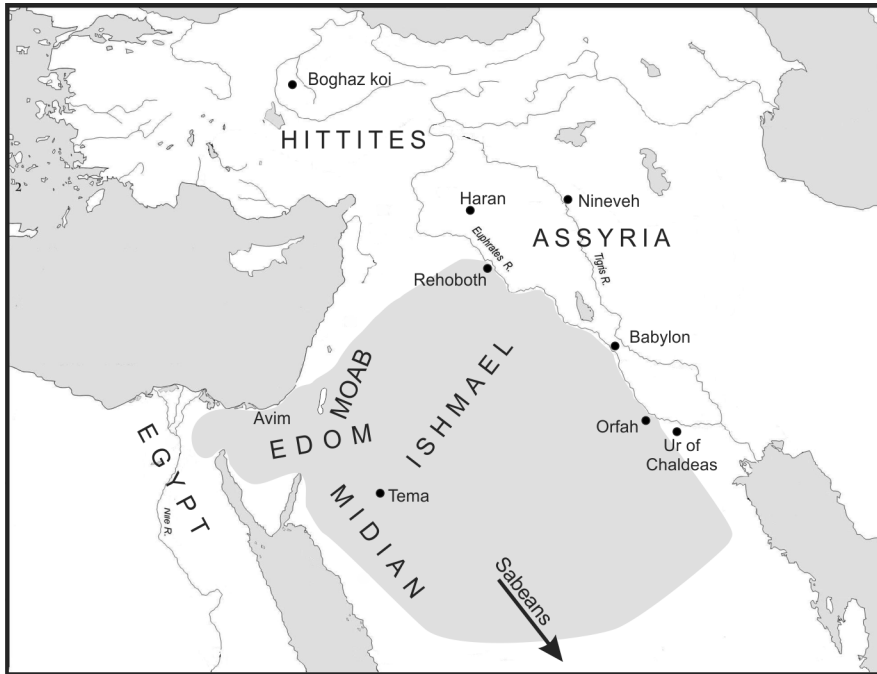 Boghaz koi
HITTITES
2
Haran
Nineveh
ASSYRIA
Euphrates R.
Tigris R.
Rehoboth
Babylon
MOAB
ISHMAEL
Avim
EDOM
EGYPT
Orfah
Ur of
Chaldeas
Tema
MIDIAN
Nile R.
Sabeans